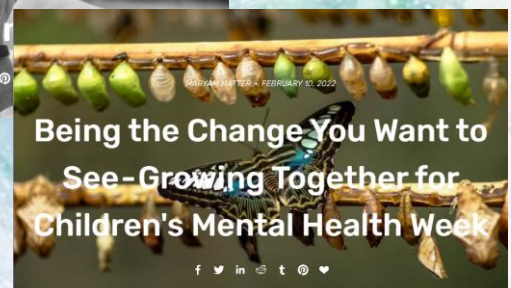 MARYAM MATTER - FEBRUARY 10, 2022
Being the Change You Want to
See-Growing Together for
Children's Mental Health Week